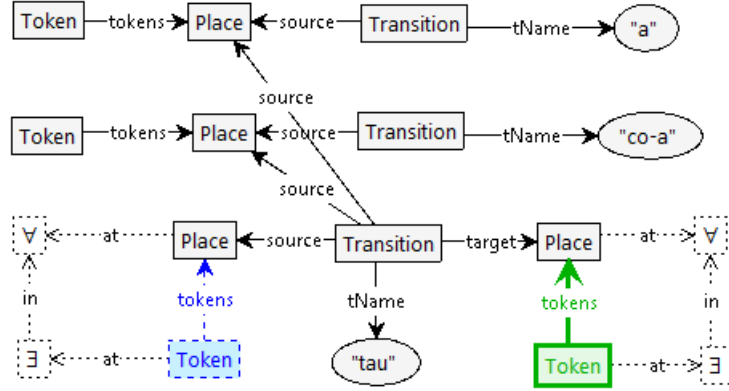 Token tokens Place source Transition tName "a"
source
Token tokens Place source Transition tName "co-a"
source
∀ at Place source Transition target Place at ∀
in tokens tName tokens in
∃ at Token "tau" Token at ∃